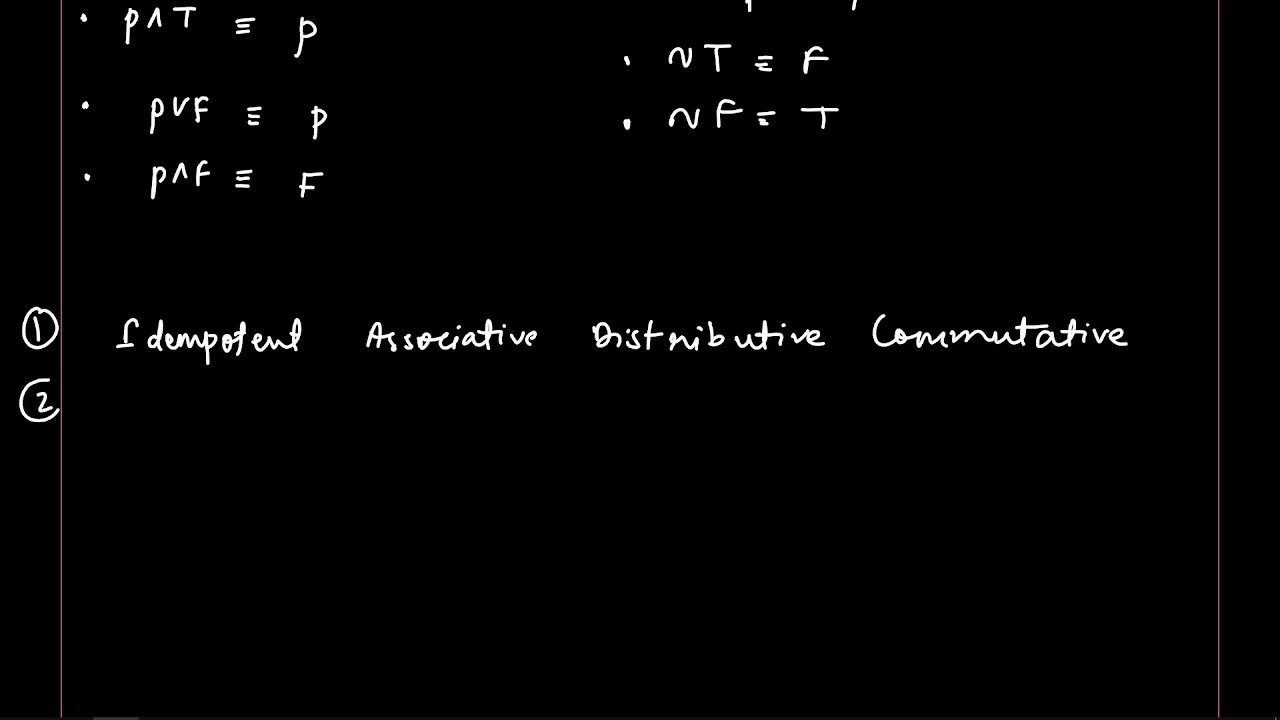 · p ∧ T ≡ p
· ~ T ≡ F
· p ∨ F ≡ p
· ~ F ≡ T
· p ∧ F ≡ F
① Idempotent Associative Distributive Commutative
②